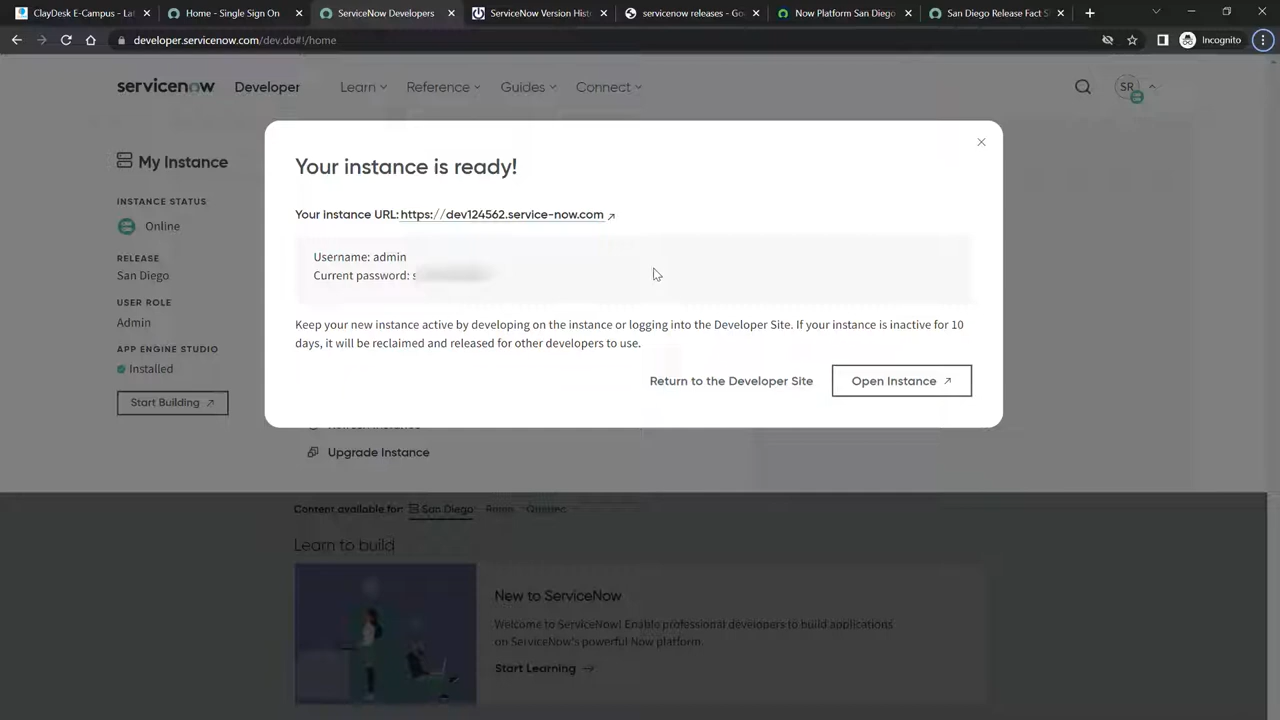 ClayDesk E-Campus - La
Home - Single Sign On
ServiceNow Developers
ServiceNow Version Hist
servicenow releases - Go
Now Platform San Diego
San Diego Release Fact S
developer.servicenow.com/dev.do#!/home
Incognito
servicenow Developer Learn Reference Guides Connect SR
My Instance
INSTANCE STATUS
Online
RELEASE
San Diego
USER ROLE
Admin
APP ENGINE STUDIO
Installed
Start Building
Your instance is ready!
Your instance URL: https://dev124562.service-now.com
Username: admin
Current password: s
Keep your new instance active by developing on the instance or logging into the Developer Site. If your instance is inactive for 10
days, it will be reclaimed and released for other developers to use.
Return to the Developer Site
Open Instance
Refresh Instance
Upgrade Instance
Content available for: San Diego Rome Quebec
Learn to build
New to ServiceNow
Welcome to ServiceNow! Enable professional developers to build applications
on ServiceNow's powerful Now platform.
Start Learning